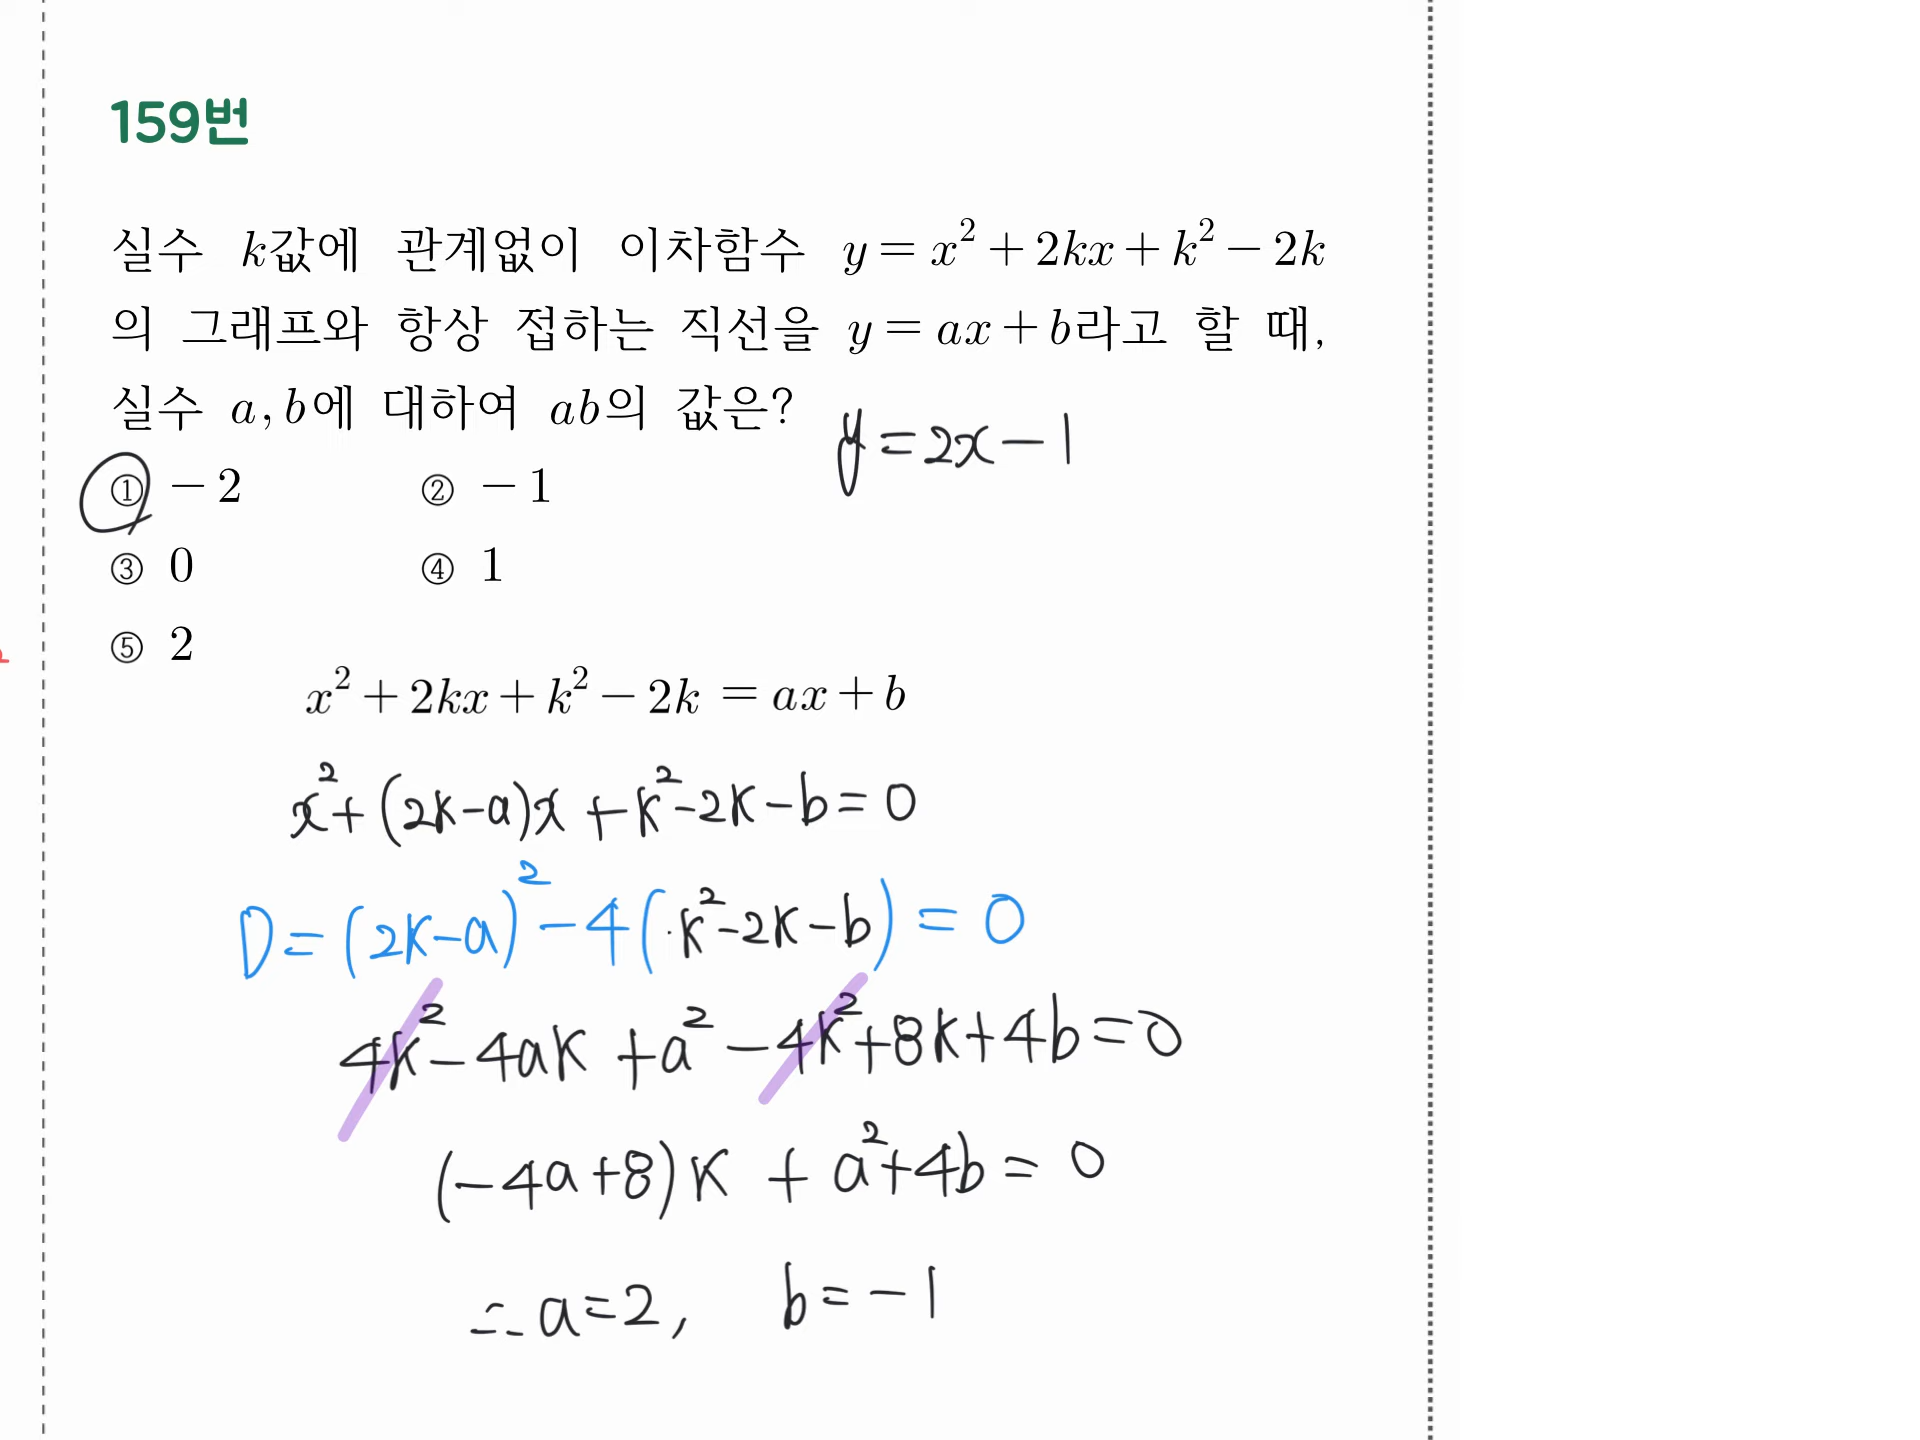 159번
실수 k값에 관계없이 이차함수 y = x² + 2kx + k² − 2k
의 그래프와 항상 접하는 직선을 y = ax + b라고 할 때,
실수 a, b에 대하여 ab의 값은?
y = 2x − 1
① − 2 ② − 1
③ 0 ④ 1
⑤ 2
x² + 2kx + k² − 2k = ax + b
x² + (2k − a)x + k² − 2k − b = 0
D = (2k − a)² − 4(k² − 2k − b) = 0
4k² − 4ak + a² − 4k² + 8k + 4b = 0
(−4a + 8)k + a² + 4b = 0
∴ a = 2, b = −1